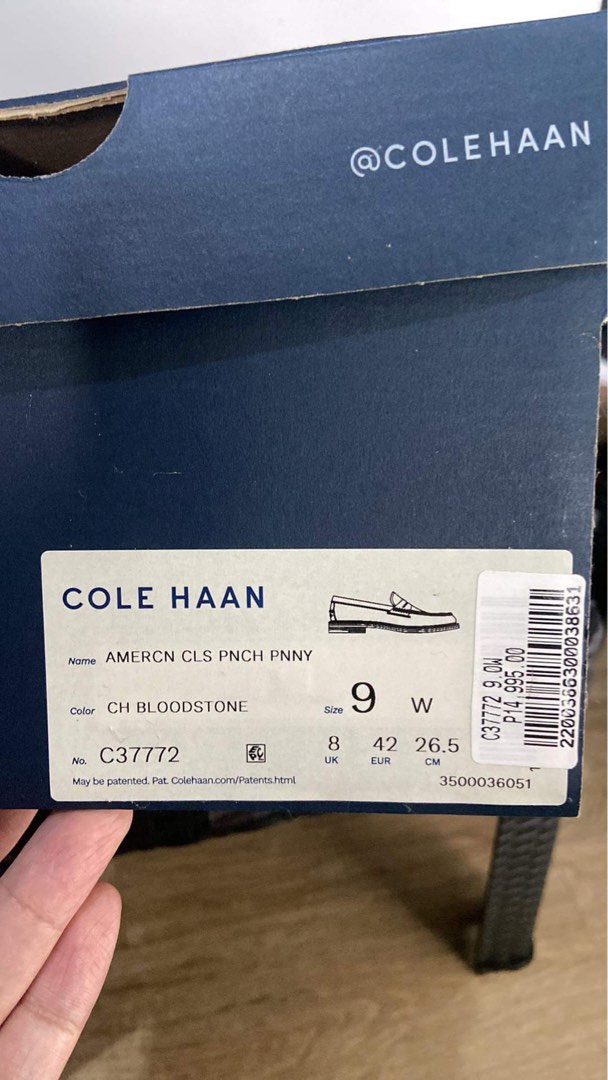 @COLEHAAN
COLE HAAN
Name AMERCN CLS PNCH PNNY
Color CH BLOODSTONE
Size 9 W
No. C37772
8 42 26.5
UK EUR CM
May be patented. Pat. Colehaan.com/Patents.html
3500036051
C37772 9.0W
P14,995.00
2200386300038631